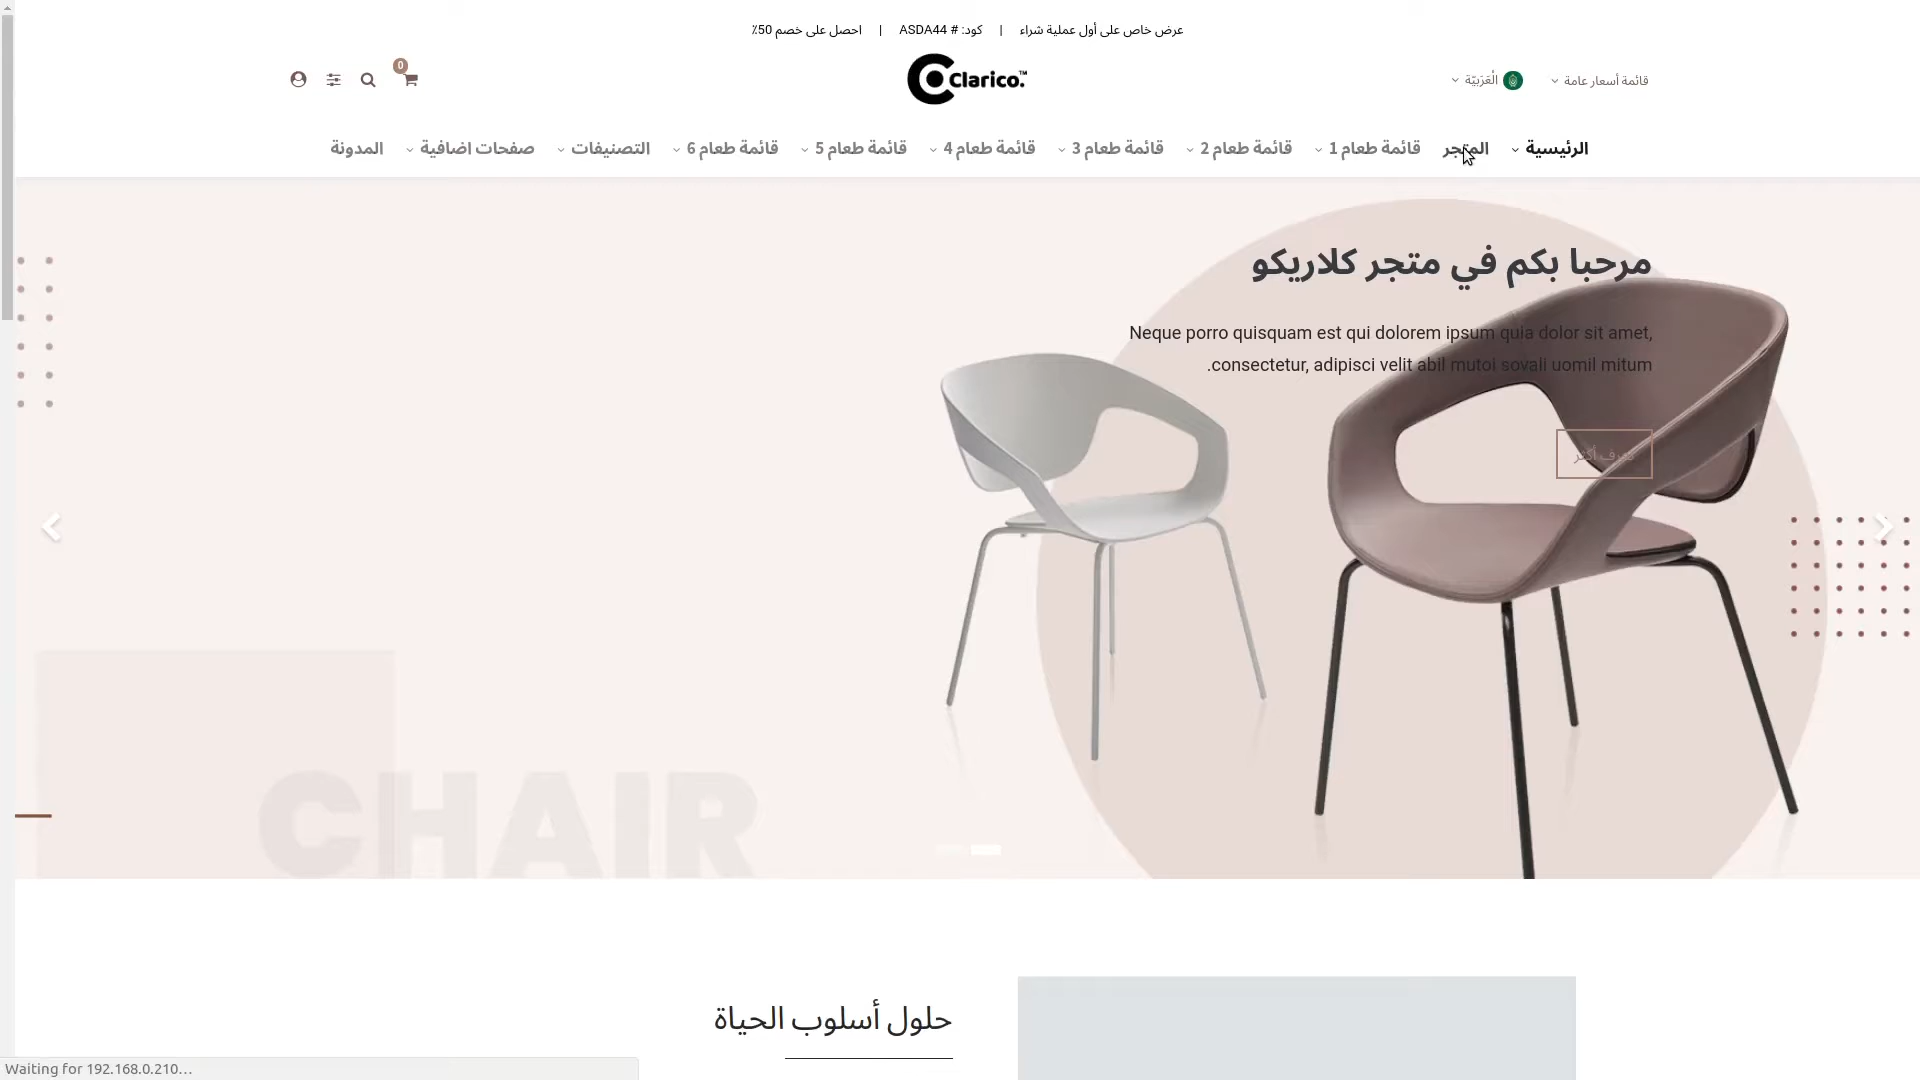 عرض خاص على أول عملية شراء | كود: # ASDA44 | احصل على خصم 50٪
قائمة أسعار عامة
الْعَرَبيّة
Clarico.™
0
الرئيسية
المتجر
قائمة طعام 1
قائمة طعام 2
قائمة طعام 3
قائمة طعام 4
قائمة طعام 5
قائمة طعام 6
التصنيفات
صفحات اضافية
المدونة
مرحبا بكم في متجر كلاريكو
Neque porro quisquam est qui dolorem ipsum quia dolor sit amet,
consectetur, adipisci velit abil mutoi sovali uomil mitum.
تعرف أكثر
CHAIR
حلول أسلوب الحياة
Waiting for 192.168.0.210…